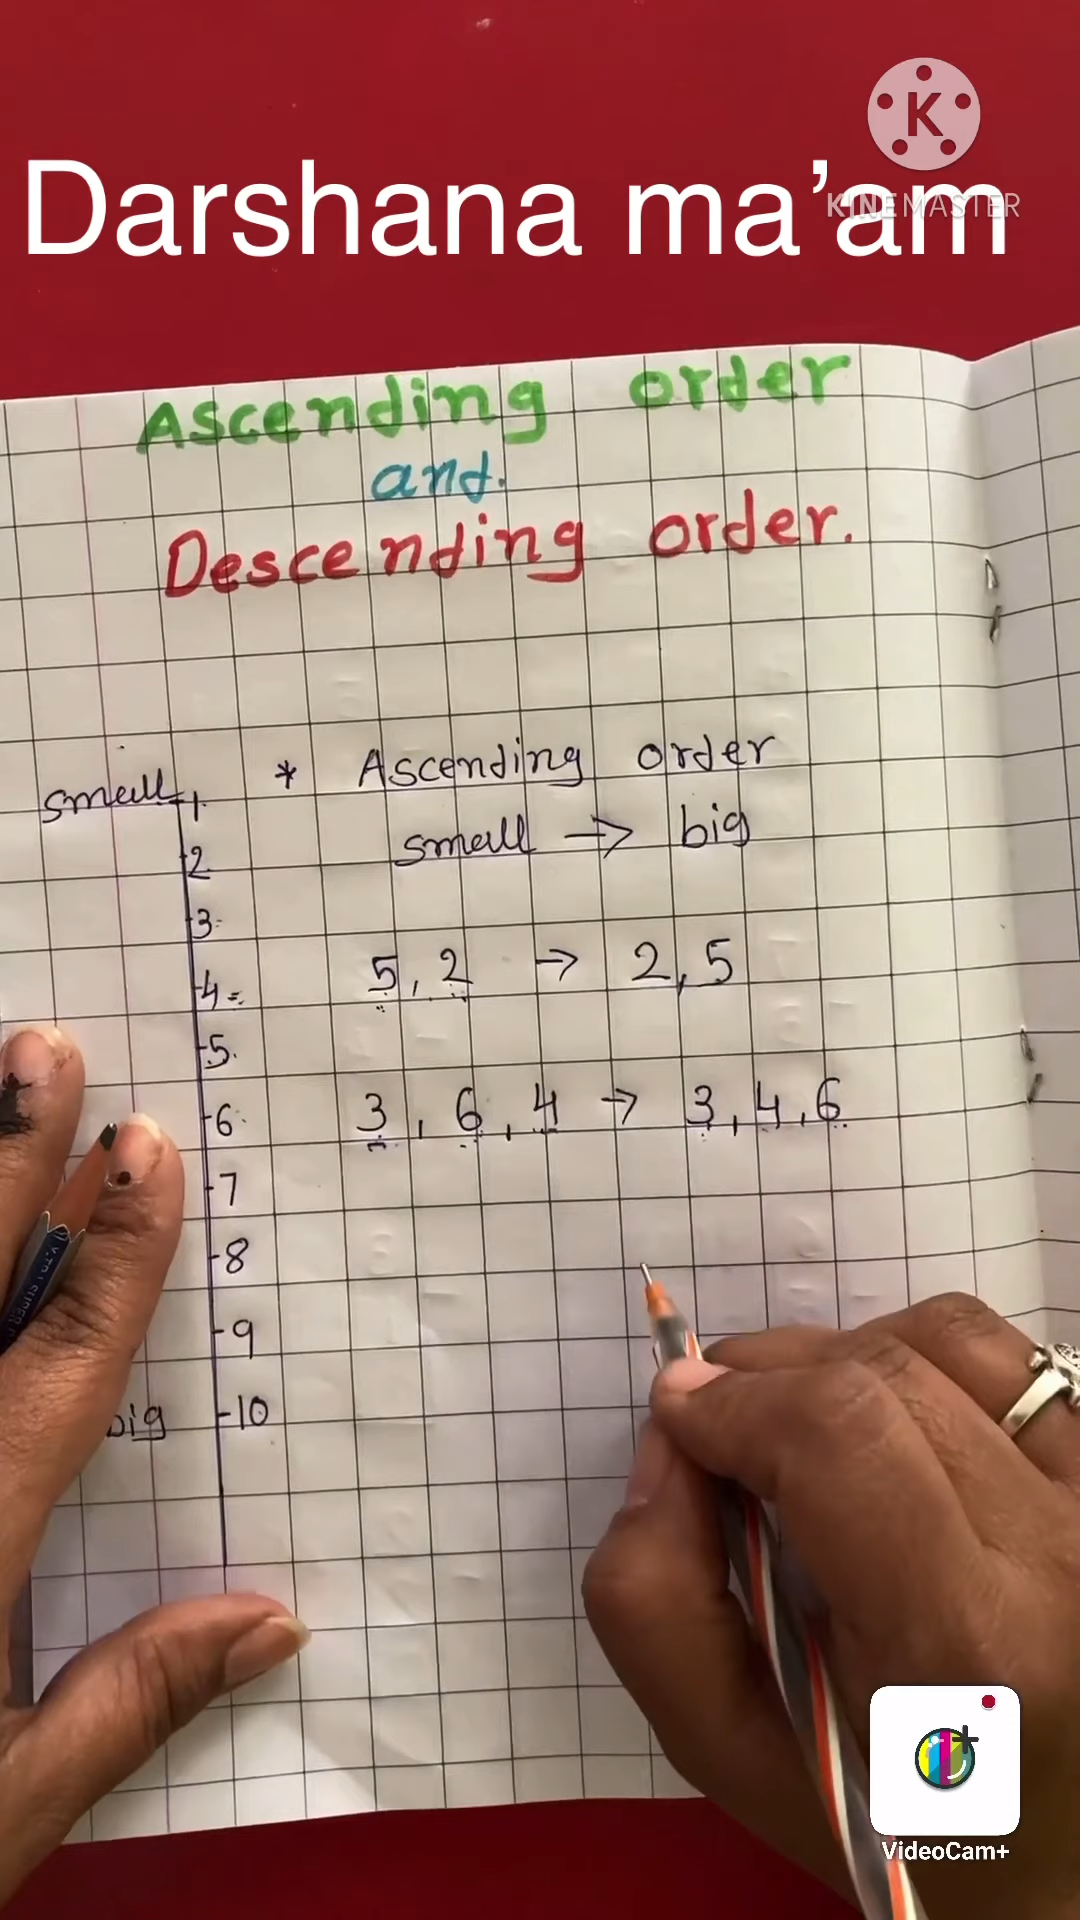 K
KINEMASTER
Darshana ma’am
Ascending order
and.
Descending order.
* Ascending order
small → big
5, 2 → 2, 5
3, 6, 4 → 3, 4, 6
small 1
2
3
4
5
6
7
8
9
big 10
VideoCam+